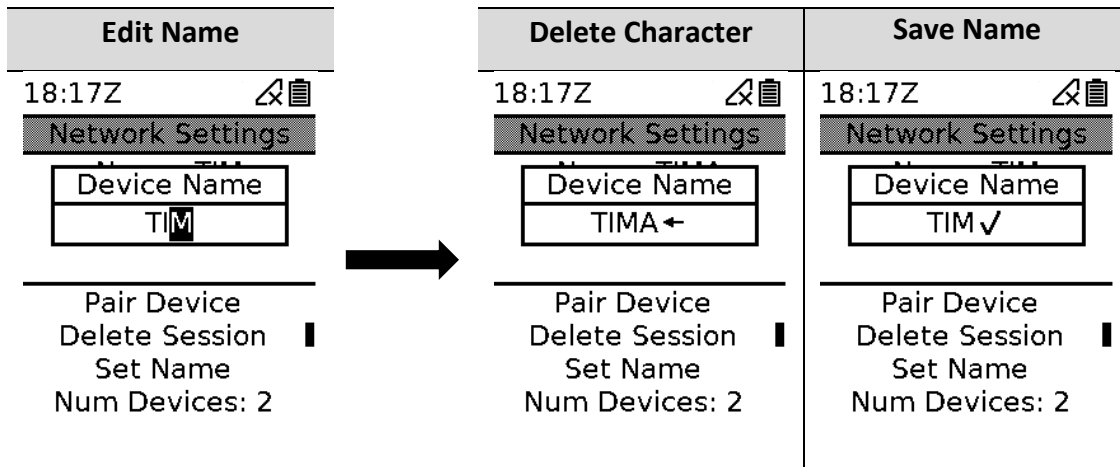 Edit Name
18:17Z
Network Settings
Device Name
TIM
Pair Device
Delete Session
Set Name
Num Devices: 2
Delete Character
18:17Z
Network Settings
Device Name
TIMA←
Pair Device
Delete Session
Set Name
Num Devices: 2
Save Name
18:17Z
Network Settings
Device Name
TIM✓
Pair Device
Delete Session
Set Name
Num Devices: 2